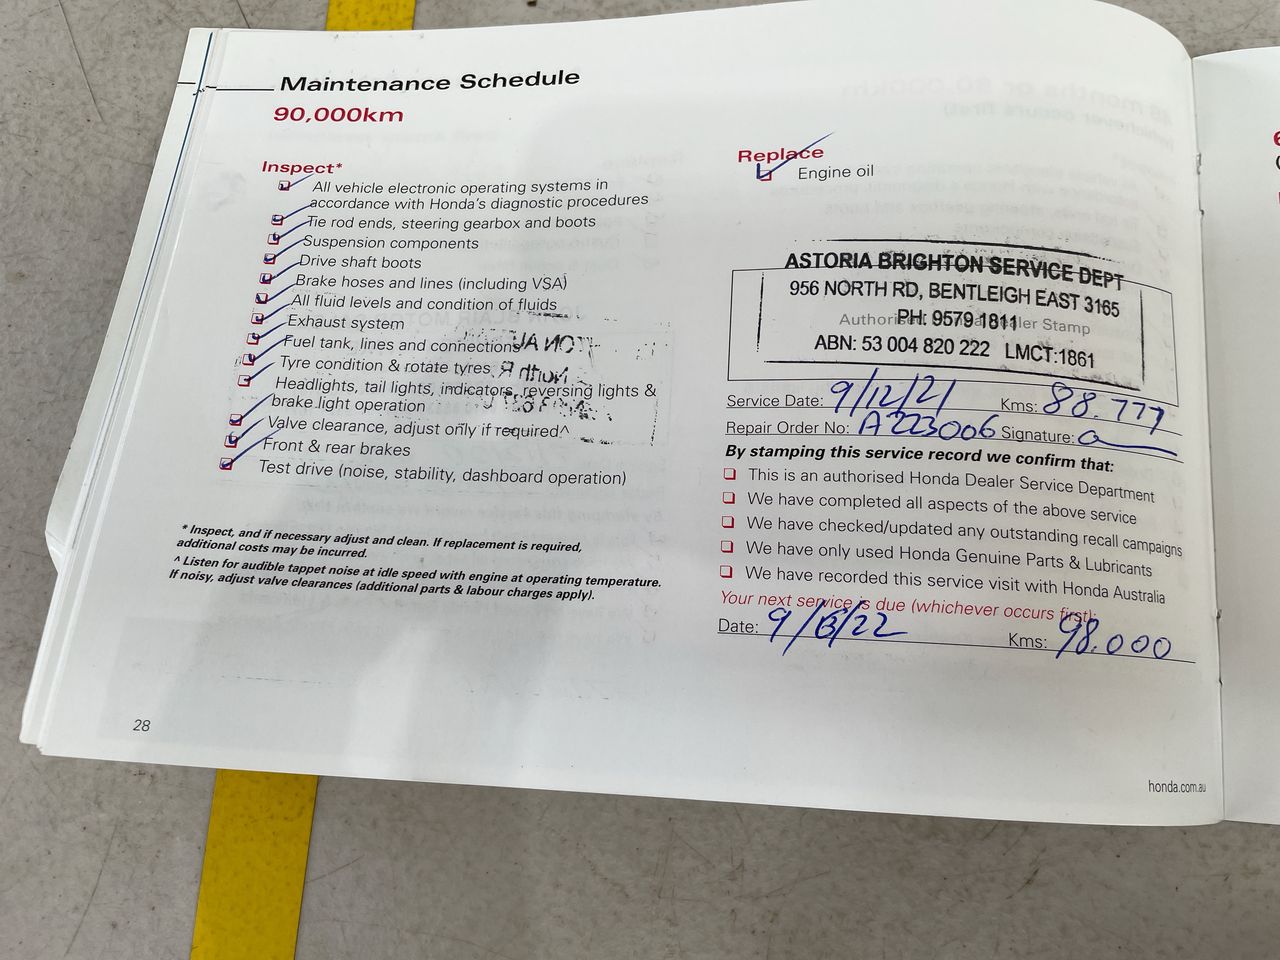 Maintenance Schedule
90,000km
Inspect*
All vehicle electronic operating systems in
accordance with Honda's diagnostic procedures
Tie rod ends, steering gearbox and boots
Suspension components
Drive shaft boots
Brake hoses and lines (including VSA)
All fluid levels and condition of fluids
Exhaust system
Fuel tank, lines and connections
Tyre condition & rotate tyres
Headlights, tail lights, indicators, reversing lights &
brake light operation
Valve clearance, adjust only if required^
Front & rear brakes
Test drive (noise, stability, dashboard operation)
* Inspect, and if necessary adjust and clean. If replacement is required,
additional costs may be incurred.
^ Listen for audible tappet noise at idle speed with engine at operating temperature.
If noisy, adjust valve clearances (additional parts & labour charges apply).
28
Replace
Engine oil
ASTORIA BRIGHTON SERVICE DEPT
956 NORTH RD, BENTLEIGH EAST 3165
PH: 9579 1811
Authorised Honda Dealer Stamp
ABN: 53 004 820 222 LMCT:1861
Service Date: 9/12/21 Kms: 88.777
Repair Order No: A223006 Signature:
By stamping this service record we confirm that:
This is an authorised Honda Dealer Service Department
We have completed all aspects of the above service
We have checked/updated any outstanding recall campaigns
We have only used Honda Genuine Parts & Lubricants
We have recorded this service visit with Honda Australia
Your next service is due (whichever occurs first):
Date: Kms: 98.000
honda.com.au